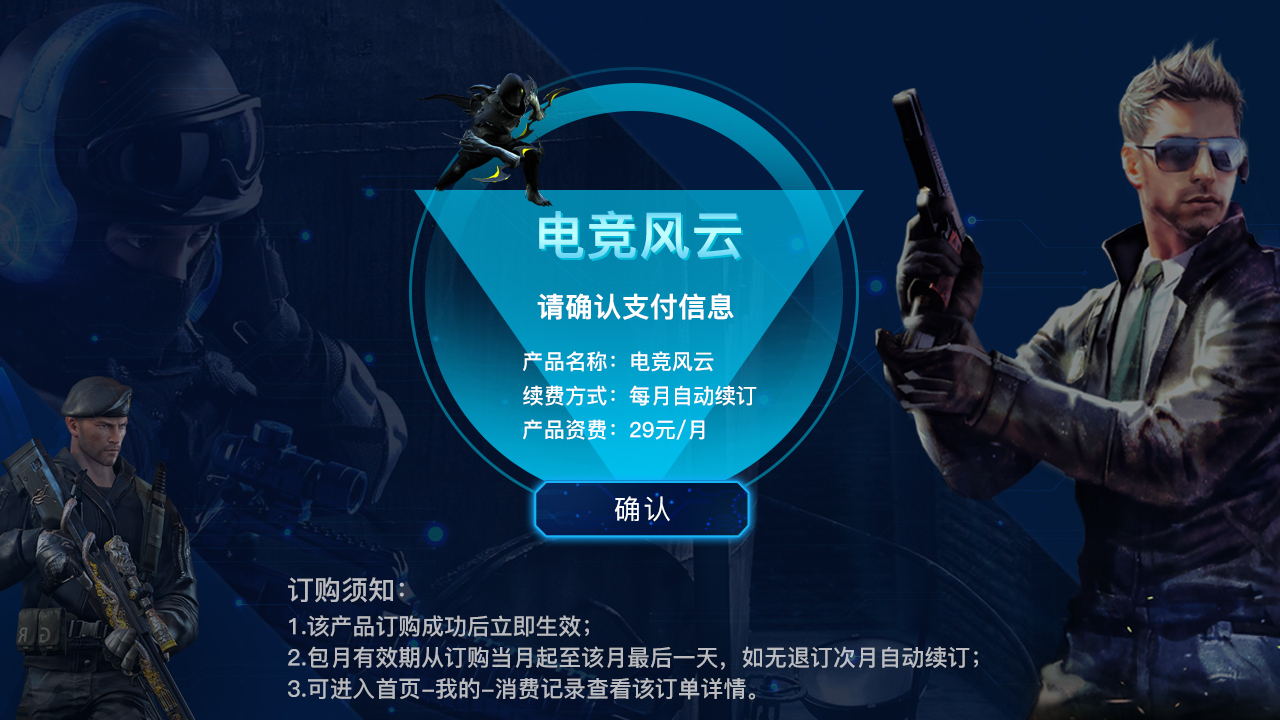 电竞风云
请确认支付信息
产品名称：电竞风云
续费方式：每月自动续订
产品资费：29元/月
确认
订购须知：
1.该产品订购成功后立即生效；
2.包月有效期从订购当月起至该月最后一天，如无退订次月自动续订；
3.可进入首页-我的-消费记录查看该订单详情。